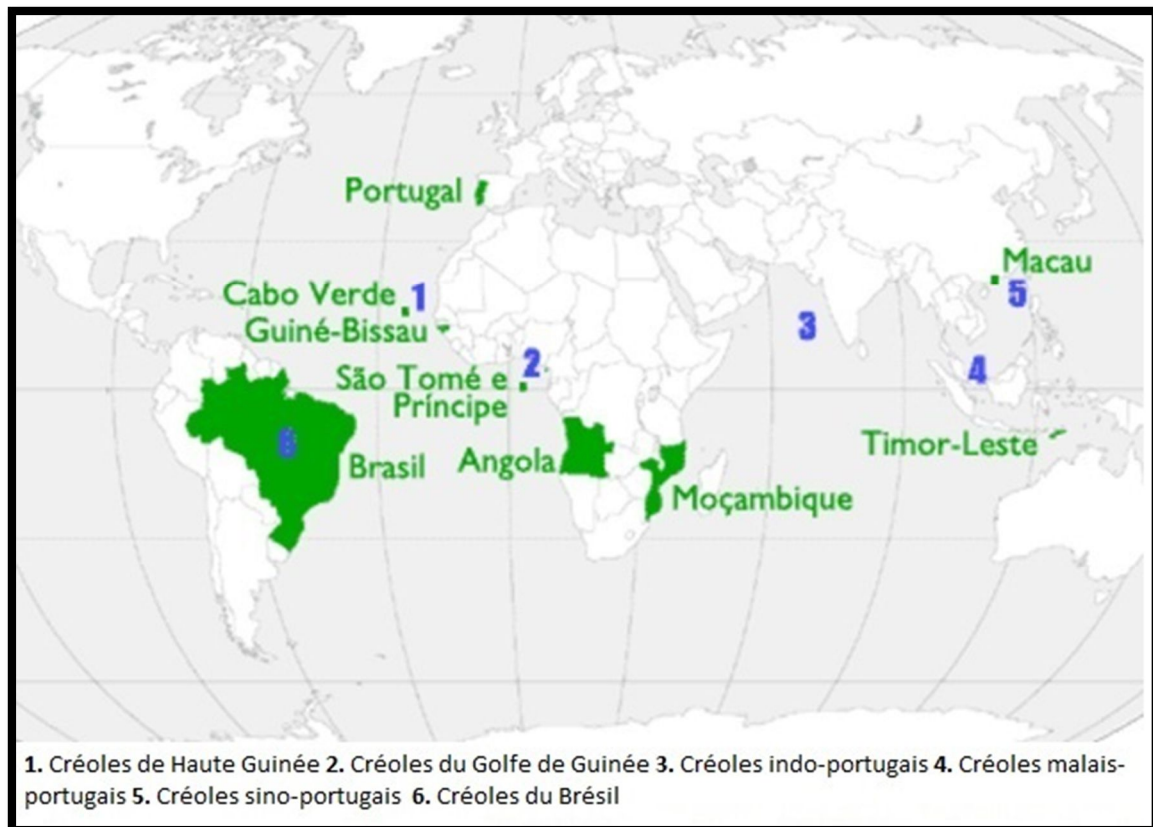 Portugal
Macau
5
Cabo Verde 1
3
Guiné-Bissau
2
4
São Tomé e
Príncipe
6
Timor-Leste
Brasil
Angola
Moçambique
1. Créoles de Haute Guinée 2. Créoles du Golfe de Guinée 3. Créoles indo-portugais 4. Créoles malais-
portugais 5. Créoles sino-portugais 6. Créoles du Brésil